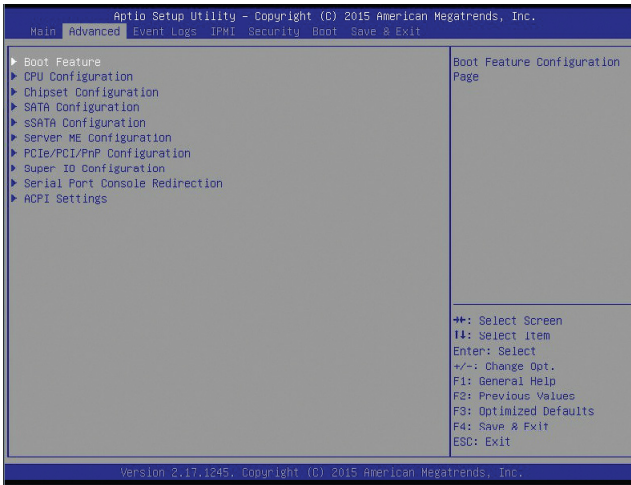 Aptio Setup Utility – Copyright (C) 2015 American Megatrends, Inc.
Main Advanced Event Logs IPMI Security Boot Save & Exit
Boot Feature
CPU Configuration
Chipset Configuration
SATA Configuration
sSATA Configuration
Server ME Configuration
PCIe/PCI/PnP Configuration
Super IO Configuration
Serial Port Console Redirection
ACPI Settings
Boot Feature Configuration
Page
→←: Select Screen
↑↓: Select Item
Enter: Select
+/-: Change Opt.
F1: General Help
F2: Previous Values
F3: Optimized Defaults
F4: Save & Exit
ESC: Exit
Version 2.17.1245. Copyright (C) 2015 American Megatrends, Inc.